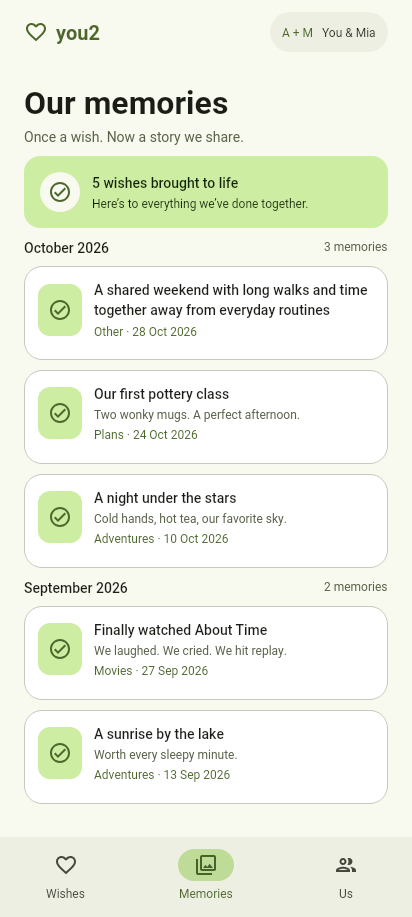 you2
A + M You & Mia
Our memories
Once a wish. Now a story we share.
5 wishes brought to life
Here’s to everything we’ve done together.
October 2026
3 memories
A shared weekend with long walks and time
together away from everyday routines
Other · 28 Oct 2026
Our first pottery class
Two wonky mugs. A perfect afternoon.
Plans · 24 Oct 2026
A night under the stars
Cold hands, hot tea, our favorite sky.
Adventures · 10 Oct 2026
September 2026
2 memories
Finally watched About Time
We laughed. We cried. We hit replay.
Movies · 27 Sep 2026
A sunrise by the lake
Worth every sleepy minute.
Adventures · 13 Sep 2026
Wishes
Memories
Us